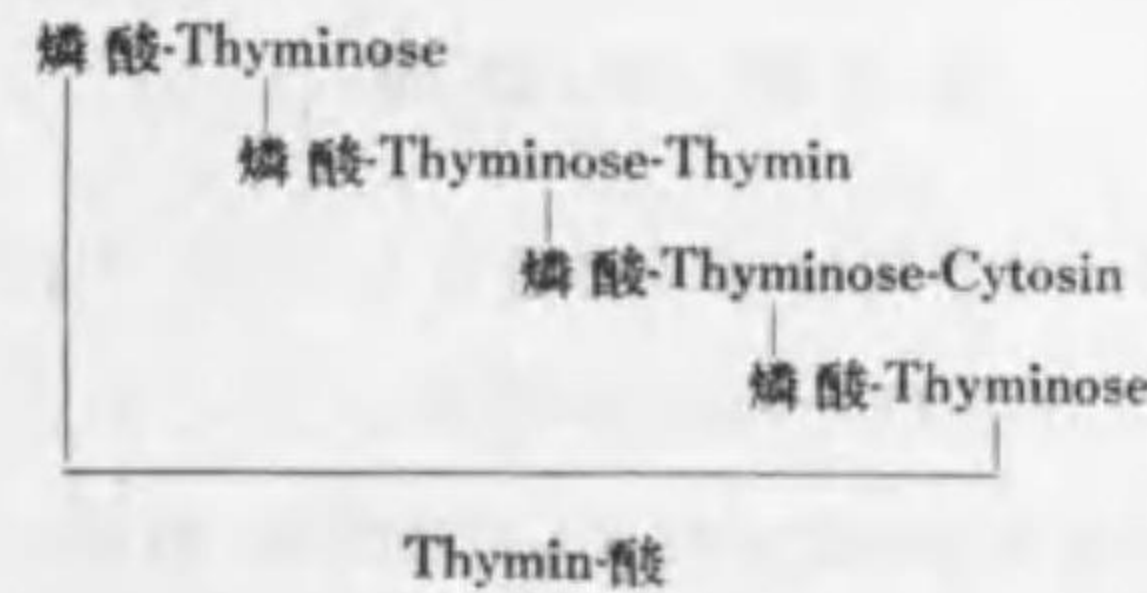 燐酸-Thyminose
燐酸-Thyminose-Thymin
燐酸-Thyminose-Cytosin
燐酸-Thyminose
Thymin-酸